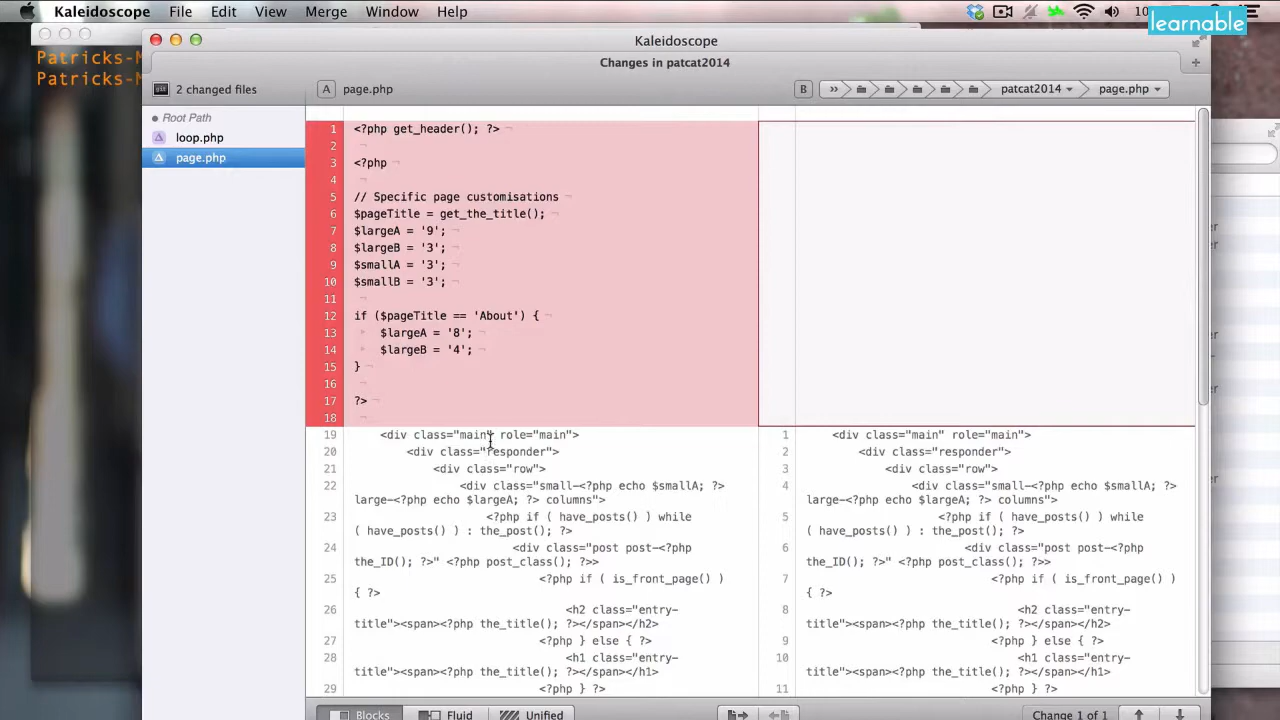 Kaleidoscope File Edit View Merge Window Help
learnable
Kaleidoscope
Patricks-M
Patricks-M
Changes in patcat2014
git 2 changed files
A page.php
B patcat2014 page.php
Root Path
loop.php
page.php
1 <?php get_header(); ?>
2
3 <?php
4
5 // Specific page customisations
6 $pageTitle = get_the_title();
7 $largeA = '9';
8 $largeB = '3';
9 $smallA = '3';
10 $smallB = '3';
11
12 if ($pageTitle == 'About') {
13 $largeA = '8';
14 $largeB = '4';
15 }
16
17 ?>
18
19 <div class="main" role="main">
20 <div class="responder">
21 <div class="row">
22 <div class="small-<?php echo $smallA; ?>
large-<?php echo $largeA; ?> columns">
23 <?php if ( have_posts() ) while
( have_posts() ) : the_post(); ?>
24 <div class="post post-<?php
the_ID(); ?>" <?php post_class(); ?>>
25 <?php if ( is_front_page() )
{ ?>
26 <h2 class="entry-
title"><span><?php the_title(); ?></span></h2>
27 <?php } else { ?>
28 <h1 class="entry-
title"><span><?php the_title(); ?></span></h1>
29 <?php } ?>
1 <div class="main" role="main">
2 <div class="responder">
3 <div class="row">
4 <div class="small-<?php echo $smallA; ?>
large-<?php echo $largeA; ?> columns">
5 <?php if ( have_posts() ) while
( have_posts() ) : the_post(); ?>
6 <div class="post post-<?php
the_ID(); ?>" <?php post_class(); ?>>
7 <?php if ( is_front_page() )
{ ?>
8 <h2 class="entry-
title"><span><?php the_title(); ?></span></h2>
9 <?php } else { ?>
10 <h1 class="entry-
title"><span><?php the_title(); ?></span></h1>
11 <?php } ?>
Blocks Fluid Unified
Change 1 of 1